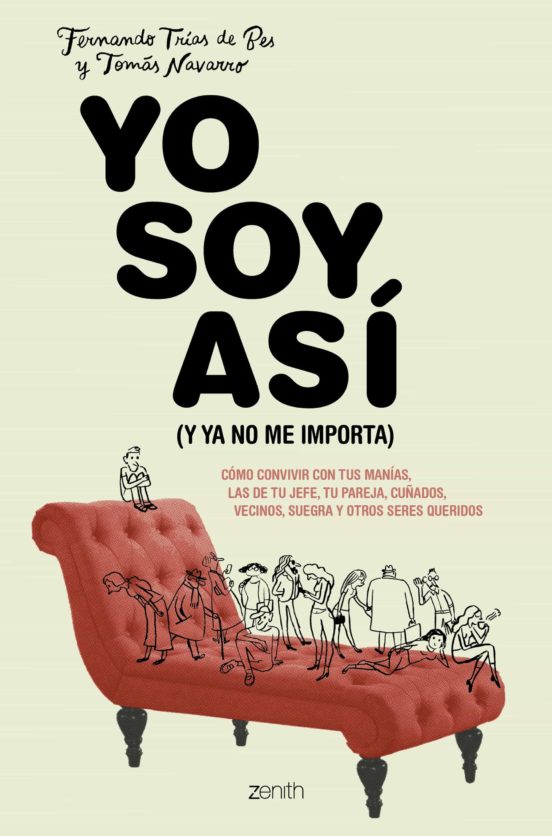 Fernando Trías de Bes
y Tomás Navarro
YO
SOY
ASÍ
(Y YA NO ME IMPORTA)
CÓMO CONVIVIR CON TUS MANÍAS,
LAS DE TU JEFE, TU PAREJA, CUÑADOS,
VECINOS, SUEGRA Y OTROS SERES QUERIDOS
zenith